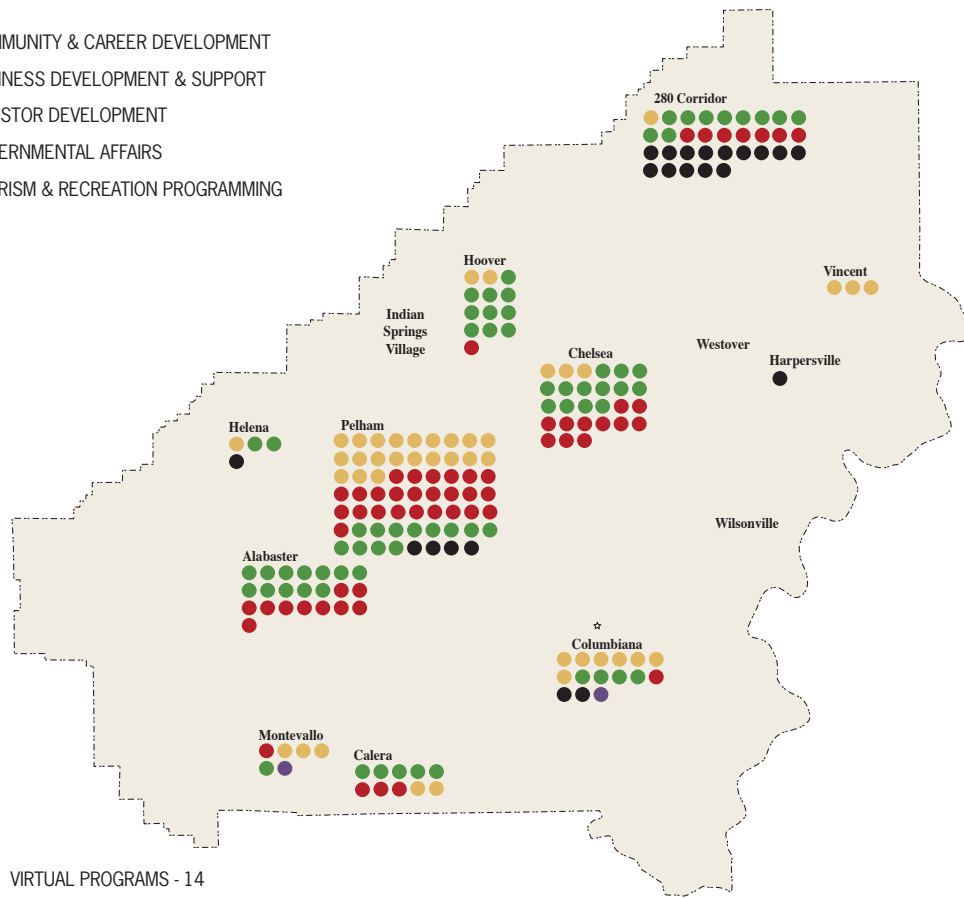 MMUNITY & CAREER DEVELOPMENT
INESS DEVELOPMENT & SUPPORT
STOR DEVELOPMENT
ERNMENTAL AFFAIRS
RISM & RECREATION PROGRAMMING
280 Corridor
Hoover
Vincent
Indian
Springs
Village
Westover
Chelsea
Harpersville
Helena
Pelham
Wilsonville
Alabaster
Columbiana
Montevallo
Calera
VIRTUAL PROGRAMS - 14